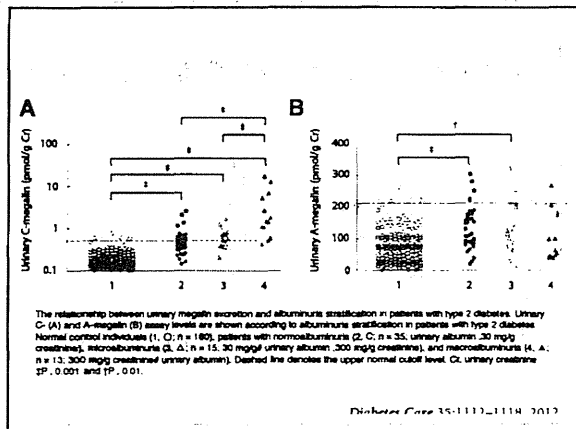 A
B
Urinary C-megalin (pmol/g Cr)
100
10
1
0.1
1
2
3
4
‡
‡
‡
‡
‡
Urinary A-megalin (pmol/g Cr)
400
300
200
100
0
1
2
3
4
†
‡
The relationship between urinary megalin excretion and albuminuria stratification in patients with type 2 diabetes. Urinary
C- (A) and A-megalin (B) assay levels are shown according to albuminuria stratification in patients with type 2 diabetes
Normal control individuals (1, O; n = 160), patients with normoalbuminuria (2, C; n = 35, urinary albumin ,30 mg/g
creatinine), microalbuminuria (3, △; n = 15, 30 mg/g# urinary albumin ,300 mg/g creatinine), and macroalbuminuria (4, ▲;
n = 13; 300 mg/g creatinine# urinary albumin). Dashed line denotes the upper normal cutoff level. Cr, urinary creatinine
‡P , 0.001 and †P , 0.01.
Diabetes Care 35:1112–1118, 2012